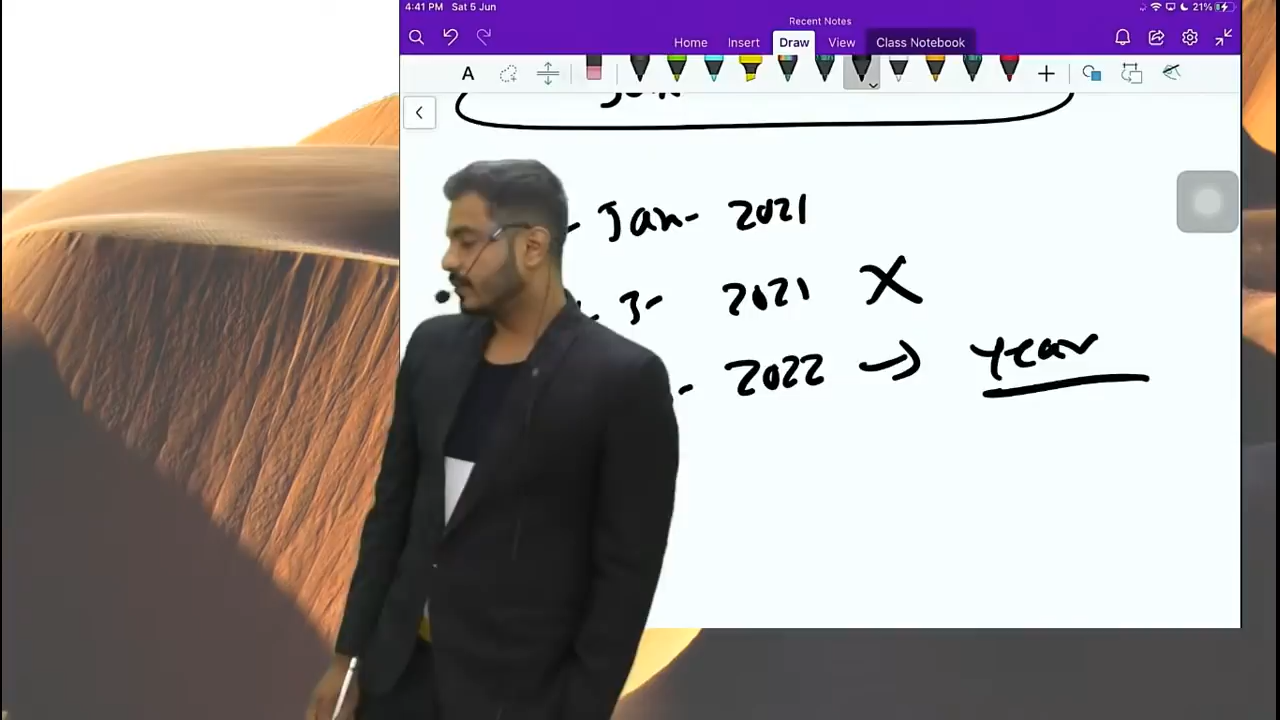 4:41 PM Sat 5 Jun
21%
Recent Notes
Home Insert Draw View Class Notebook
A
- Jan- 2021
- J- 2021 X
- 2022 → year